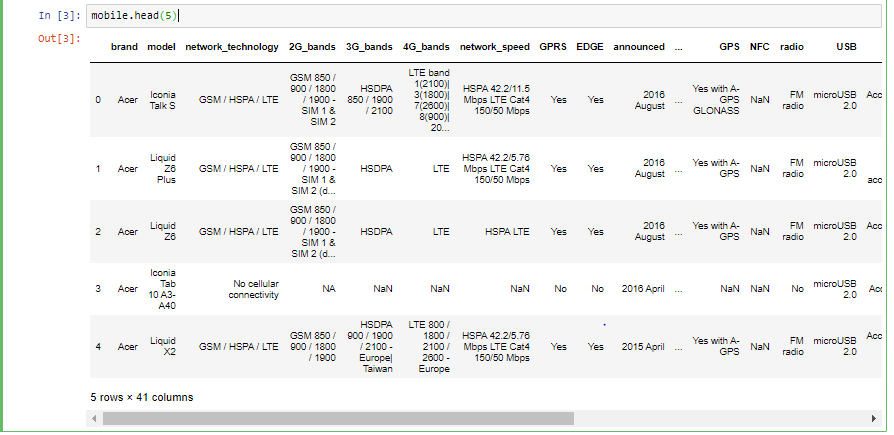 In [3]: mobile.head(5)
Out[3]:
brand model network_technology 2G_bands 3G_bands 4G_bands network_speed GPRS EDGE announced ... GPS NFC radio USB
0 Acer Iconia Talk S GSM / HSPA / LTE GSM 850 / 900 / 1800 / 1900 - SIM 1 & SIM 2 HSDPA 850 / 1900 / 2100 LTE band 1(2100)| 3(1800)| 7(2600)| 8(900)| 20... HSPA 42.2/11.5 Mbps LTE Cat4 150/50 Mbps Yes Yes 2016 August ... Yes with A-GPS GLONASS NaN FM radio microUSB 2.0 Acc
1 Acer Liquid Z6 Plus GSM / HSPA / LTE GSM 850 / 900 / 1800 / 1900 - SIM 1 & SIM 2 (d... HSDPA LTE HSPA 42.2/5.76 Mbps LTE Cat4 150/50 Mbps Yes Yes 2016 August ... Yes with A-GPS NaN FM radio microUSB 2.0 acc
2 Acer Liquid Z6 GSM / HSPA / LTE GSM 850 / 900 / 1800 / 1900 - SIM 1 & SIM 2 (d... HSDPA LTE HSPA LTE Yes Yes 2016 August ... Yes with A-GPS NaN FM radio microUSB 2.0 Acc
3 Acer Iconia Tab 10 A3-A40 No cellular connectivity NA NaN NaN NaN No No 2016 April ... NaN NaN No microUSB 2.0 Acc
4 Acer Liquid X2 GSM / HSPA / LTE GSM 850 / 900 / 1800 / 1900 HSDPA 900 / 1900 / 2100 - Europe| Taiwan LTE 800 / 1800 / 2100 / 2600 - Europe HSPA 42.2/5.76 Mbps LTE Cat4 150/50 Mbps Yes Yes 2015 April ... Yes with A-GPS NaN FM radio microUSB 2.0 Acc
5 rows × 41 columns